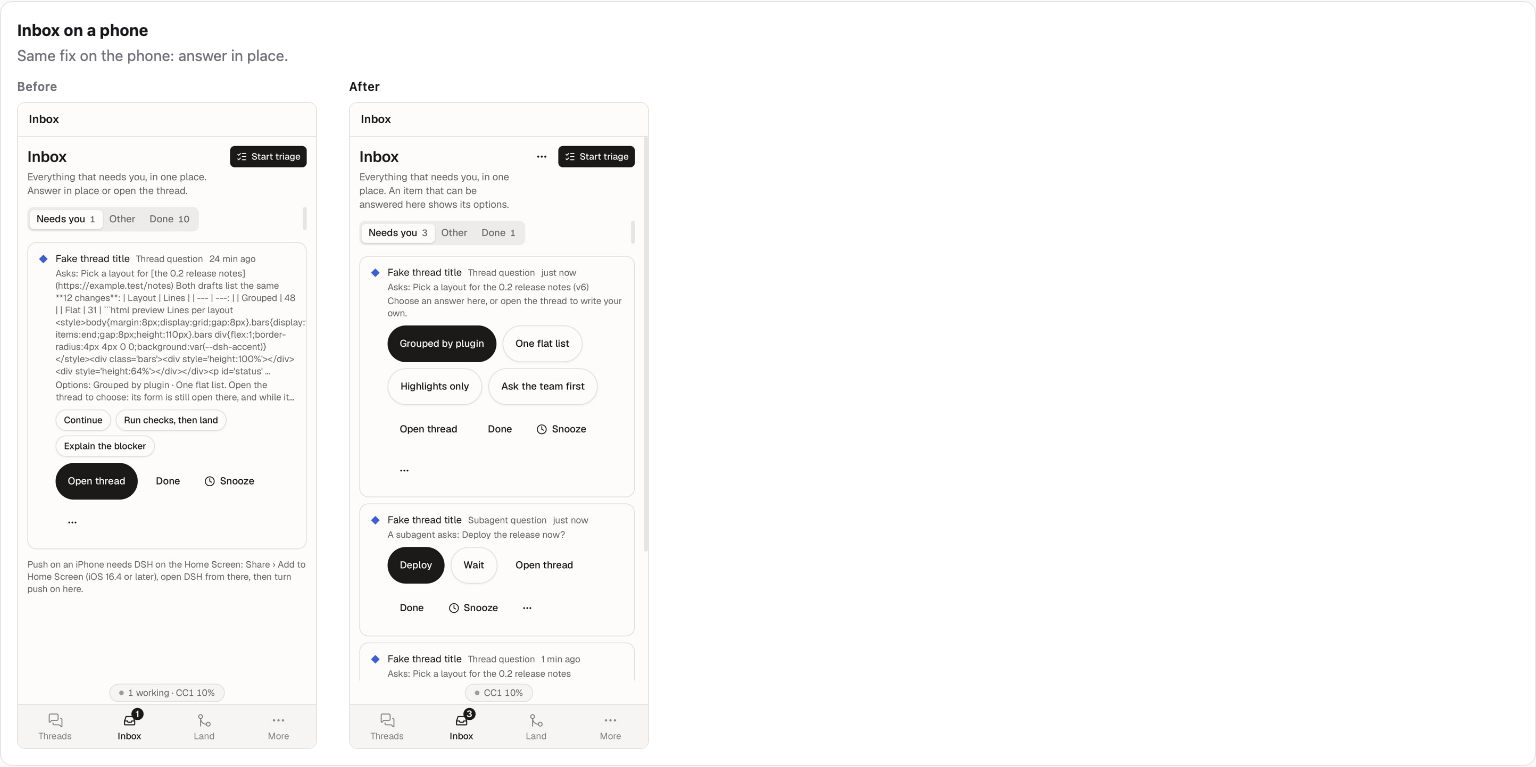 Inbox on a phone
Same fix on the phone: answer in place.
Before
Inbox
Inbox
Start triage
Everything that needs you, in one place.
Answer in place or open the thread.
Needs you 1 Other Done 10
Fake thread title Thread question 24 min ago
Asks: Pick a layout for [the 0.2 release notes]
(https://example.test/notes) Both drafts list the same
**12 changes**: | Layout | Lines | | --- | ---: | | Grouped | 48
| | Flat | 31 | ```html preview Lines per layout
<style>body{margin:8px;display:grid;gap:8px}.bars{display:
items:end;gap:8px;height:110px}.bars div{flex:1;border-
radius:4px 4px 0 0;background:var(--dsh-accent)}
</style><div class='bars'><div style='height:100%'></div>
<div style='height:64%'></div></div><p id='status' ...
Options: Grouped by plugin · One flat list. Open the
thread to choose: its form is still open there, and while it...
Continue Run checks, then land
Explain the blocker
Open thread Done Snooze
...
Push on an iPhone needs DSH on the Home Screen: Share › Add to
Home Screen (iOS 16.4 or later), open DSH from there, then turn
push on here.
1 working · CC1 10%
1
Threads Inbox Land More
After
Inbox
Inbox
... Start triage
Everything that needs you, in one
place. An item that can be
answered here shows its options.
Needs you 3 Other Done 1
Fake thread title Thread question just now
Asks: Pick a layout for the 0.2 release notes (v6)
Choose an answer here, or open the thread to write your
own.
Grouped by plugin One flat list
Highlights only Ask the team first
Open thread Done Snooze
...
Fake thread title Subagent question just now
A subagent asks: Deploy the release now?
Deploy Wait Open thread
Done Snooze ...
Fake thread title Thread question 1 min ago
Asks: Pick a layout for the 0.2 release notes
CC1 10%
3
Threads Inbox Land More